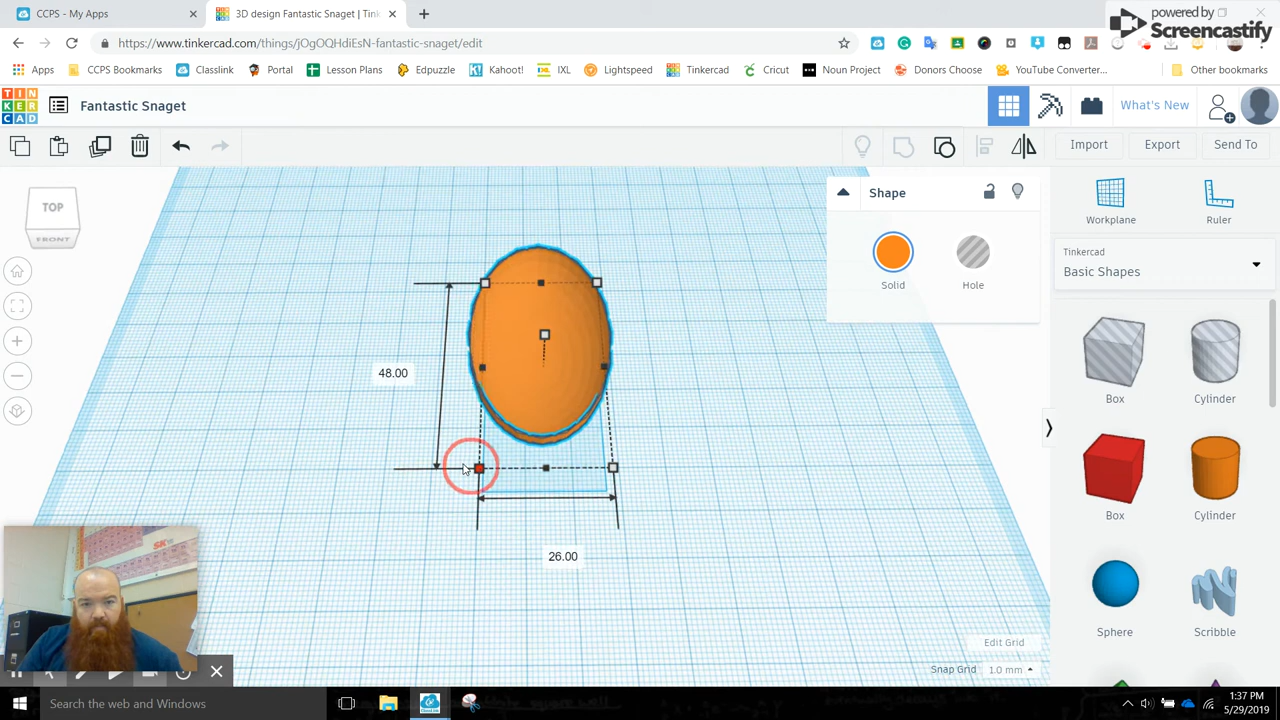 CCPS - My Apps
3D design Fantastic Snaget | Tink
powered by
Screencastify
https://www.tinkercad.com/things/jOgOQHdiEsN-fantastic-snaget/edit
Apps
CCPS Bookmarks
Classlink
Portal
Lesson Plans
Edpuzzle
Kahoot!
IXL
Lightspeed
Tinkercad
Cricut
Noun Project
Donors Choose
YouTube Converter...
Other bookmarks
TIN
KER
CAD
Fantastic Snaget
What's New
Import
Export
Send To
TOP
FRONT
Shape
Solid
Hole
Workplane
Ruler
Tinkercad
Basic Shapes
Box
Cylinder
Box
Cylinder
Sphere
Scribble
48.00
26.00
Edit Grid
Snap Grid
1.0 mm
Search the web and Windows
1:37 PM
5/29/2019